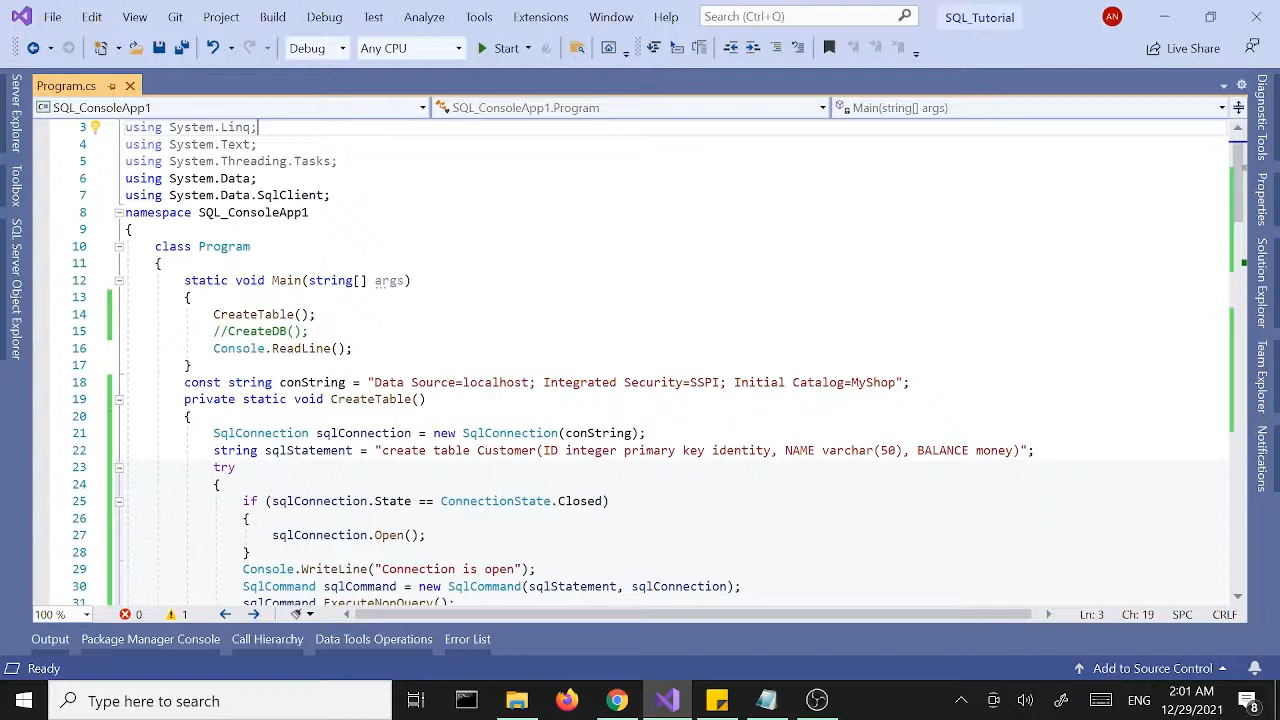 File Edit View Git Project Build Debug Test Analyze Tools Extensions Window Help Search (Ctrl+Q) SQL_Tutorial AN
Debug Any CPU Start Live Share
Program.cs
SQL_ConsoleApp1 SQL_ConsoleApp1.Program Main(string[] args)
Server Explorer
Toolbox
SQL Server Object Explorer
3 using System.Linq;
4 using System.Text;
5 using System.Threading.Tasks;
6 using System.Data;
7 using System.Data.SqlClient;
8 namespace SQL_ConsoleApp1
9 {
10 class Program
11 {
12 static void Main(string[] args)
13 {
14 CreateTable();
15 //CreateDB();
16 Console.ReadLine();
17 }
18 const string conString = "Data Source=localhost; Integrated Security=SSPI; Initial Catalog=MyShop";
19 private static void CreateTable()
20 {
21 SqlConnection sqlConnection = new SqlConnection(conString);
22 string sqlStatement = "create table Customer(ID integer primary key identity, NAME varchar(50), BALANCE money)";
23 try
24 {
25 if (sqlConnection.State == ConnectionState.Closed)
26 {
27 sqlConnection.Open();
28 }
29 Console.WriteLine("Connection is open");
30 SqlCommand sqlCommand = new SqlCommand(sqlStatement, sqlConnection);
31 sqlCommand.ExecuteNonQuery();
Diagnostic Tools
Properties
Solution Explorer
Team Explorer
Notifications
100 % 0 1 Ln: 3 Ch: 19 SPC CRLF
Output Package Manager Console Call Hierarchy Data Tools Operations Error List
Ready Add to Source Control
Type here to search ENG :01 AM
12/29/2021 8